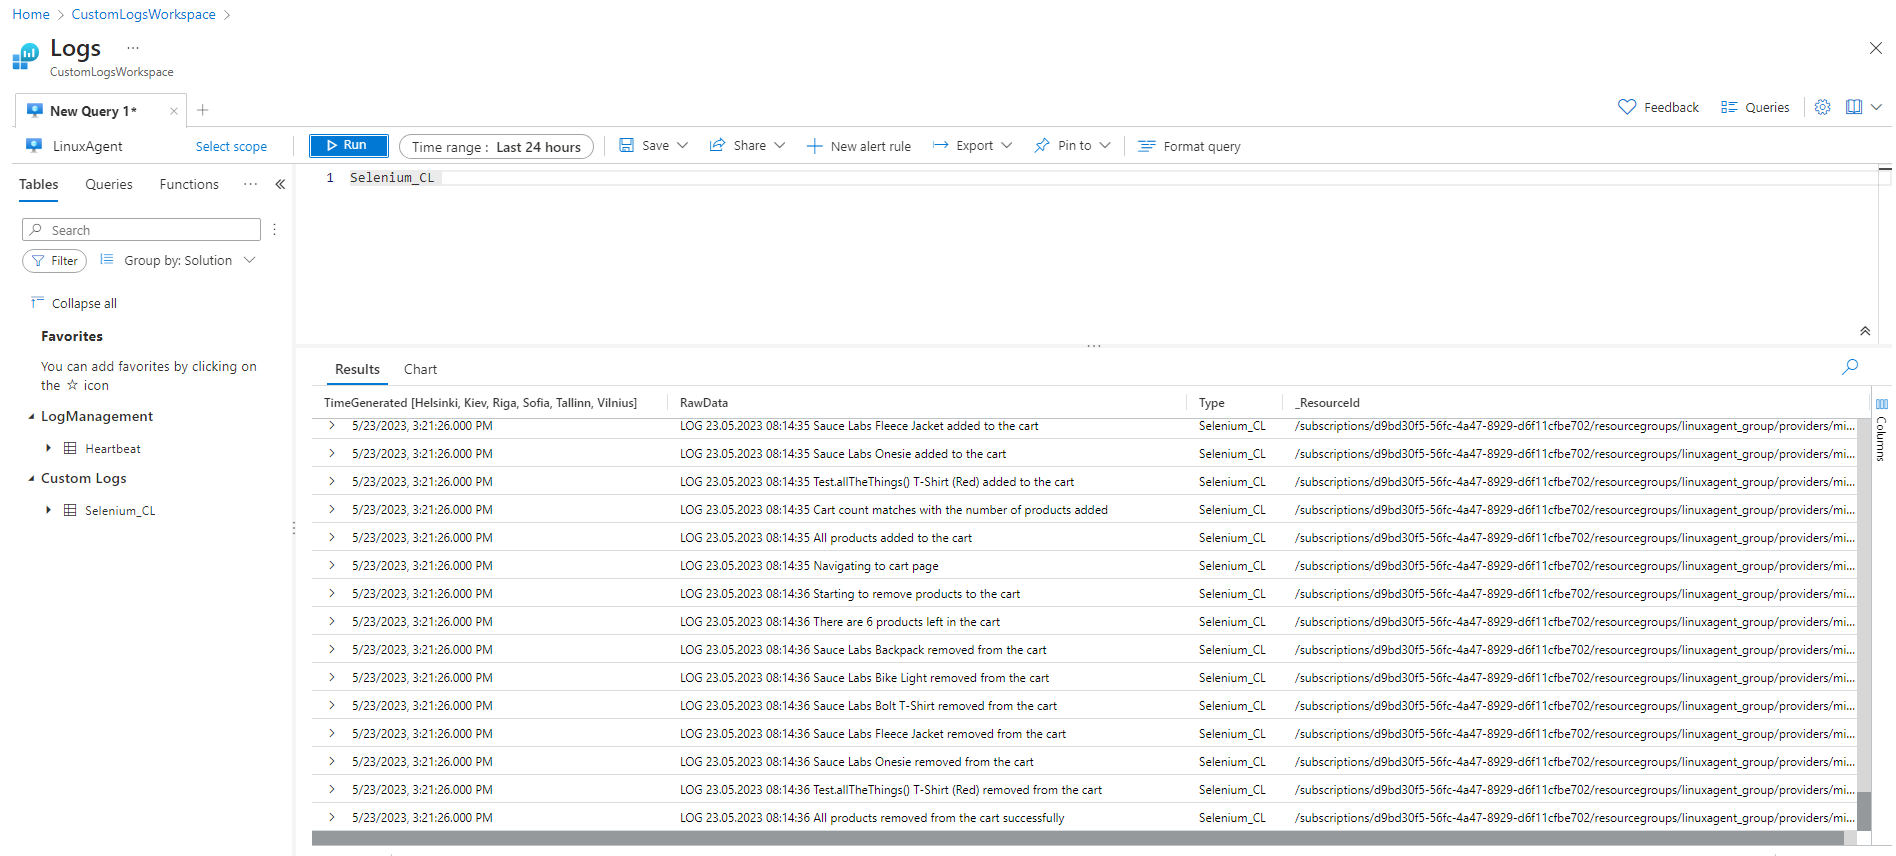 Home > CustomLogsWorkspace >
Logs ...
CustomLogsWorkspace
New Query 1* × +
Feedback Queries
LinuxAgent Select scope Run Time range : Last 24 hours Save Share New alert rule Export Pin to Format query
Tables Queries Functions ... «
1 Selenium_CL
Search
Filter Group by: Solution
Collapse all
Favorites
You can add favorites by clicking on
the ☆ icon
LogManagement
Heartbeat
Custom Logs
Selenium_CL
Results Chart
TimeGenerated [Helsinki, Kiev, Riga, Sofia, Tallinn, Vilnius] RawData Type _ResourceId
5/23/2023, 3:21:26.000 PM LOG 23.05.2023 08:14:35 Sauce Labs Fleece Jacket added to the cart Selenium_CL /subscriptions/d9bd30f5-56fc-4a47-8929-d6f11cfbe702/resourcegroups/linuxagent_group/providers/mi...
5/23/2023, 3:21:26.000 PM LOG 23.05.2023 08:14:35 Sauce Labs Onesie added to the cart Selenium_CL /subscriptions/d9bd30f5-56fc-4a47-8929-d6f11cfbe702/resourcegroups/linuxagent_group/providers/mi...
5/23/2023, 3:21:26.000 PM LOG 23.05.2023 08:14:35 Test.allTheThings() T-Shirt (Red) added to the cart Selenium_CL /subscriptions/d9bd30f5-56fc-4a47-8929-d6f11cfbe702/resourcegroups/linuxagent_group/providers/mi...
5/23/2023, 3:21:26.000 PM LOG 23.05.2023 08:14:35 Cart count matches with the number of products added Selenium_CL /subscriptions/d9bd30f5-56fc-4a47-8929-d6f11cfbe702/resourcegroups/linuxagent_group/providers/mi...
5/23/2023, 3:21:26.000 PM LOG 23.05.2023 08:14:35 All products added to the cart Selenium_CL /subscriptions/d9bd30f5-56fc-4a47-8929-d6f11cfbe702/resourcegroups/linuxagent_group/providers/mi...
5/23/2023, 3:21:26.000 PM LOG 23.05.2023 08:14:35 Navigating to cart page Selenium_CL /subscriptions/d9bd30f5-56fc-4a47-8929-d6f11cfbe702/resourcegroups/linuxagent_group/providers/mi...
5/23/2023, 3:21:26.000 PM LOG 23.05.2023 08:14:36 Starting to remove products to the cart Selenium_CL /subscriptions/d9bd30f5-56fc-4a47-8929-d6f11cfbe702/resourcegroups/linuxagent_group/providers/mi...
5/23/2023, 3:21:26.000 PM LOG 23.05.2023 08:14:36 There are 6 products left in the cart Selenium_CL /subscriptions/d9bd30f5-56fc-4a47-8929-d6f11cfbe702/resourcegroups/linuxagent_group/providers/mi...
5/23/2023, 3:21:26.000 PM LOG 23.05.2023 08:14:36 Sauce Labs Backpack removed from the cart Selenium_CL /subscriptions/d9bd30f5-56fc-4a47-8929-d6f11cfbe702/resourcegroups/linuxagent_group/providers/mi...
5/23/2023, 3:21:26.000 PM LOG 23.05.2023 08:14:36 Sauce Labs Bike Light removed from the cart Selenium_CL /subscriptions/d9bd30f5-56fc-4a47-8929-d6f11cfbe702/resourcegroups/linuxagent_group/providers/mi...
5/23/2023, 3:21:26.000 PM LOG 23.05.2023 08:14:36 Sauce Labs Bolt T-Shirt removed from the cart Selenium_CL /subscriptions/d9bd30f5-56fc-4a47-8929-d6f11cfbe702/resourcegroups/linuxagent_group/providers/mi...
5/23/2023, 3:21:26.000 PM LOG 23.05.2023 08:14:36 Sauce Labs Fleece Jacket removed from the cart Selenium_CL /subscriptions/d9bd30f5-56fc-4a47-8929-d6f11cfbe702/resourcegroups/linuxagent_group/providers/mi...
5/23/2023, 3:21:26.000 PM LOG 23.05.2023 08:14:36 Sauce Labs Onesie removed from the cart Selenium_CL /subscriptions/d9bd30f5-56fc-4a47-8929-d6f11cfbe702/resourcegroups/linuxagent_group/providers/mi...
5/23/2023, 3:21:26.000 PM LOG 23.05.2023 08:14:36 Test.allTheThings() T-Shirt (Red) removed from the cart Selenium_CL /subscriptions/d9bd30f5-56fc-4a47-8929-d6f11cfbe702/resourcegroups/linuxagent_group/providers/mi...
5/23/2023, 3:21:26.000 PM LOG 23.05.2023 08:14:36 All products removed from the cart successfully Selenium_CL /subscriptions/d9bd30f5-56fc-4a47-8929-d6f11cfbe702/resourcegroups/linuxagent_group/providers/mi...
Columns